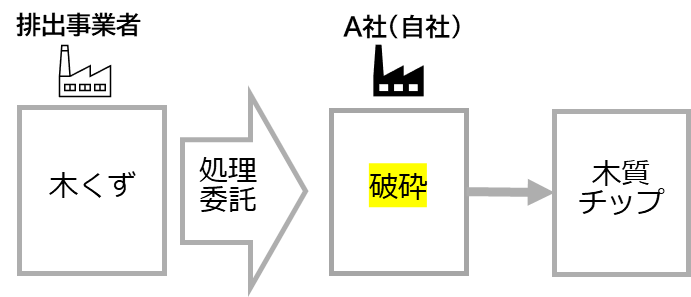 排出事業者
A社（自社）
木くず
処理
委託
破砕
木質
チップ